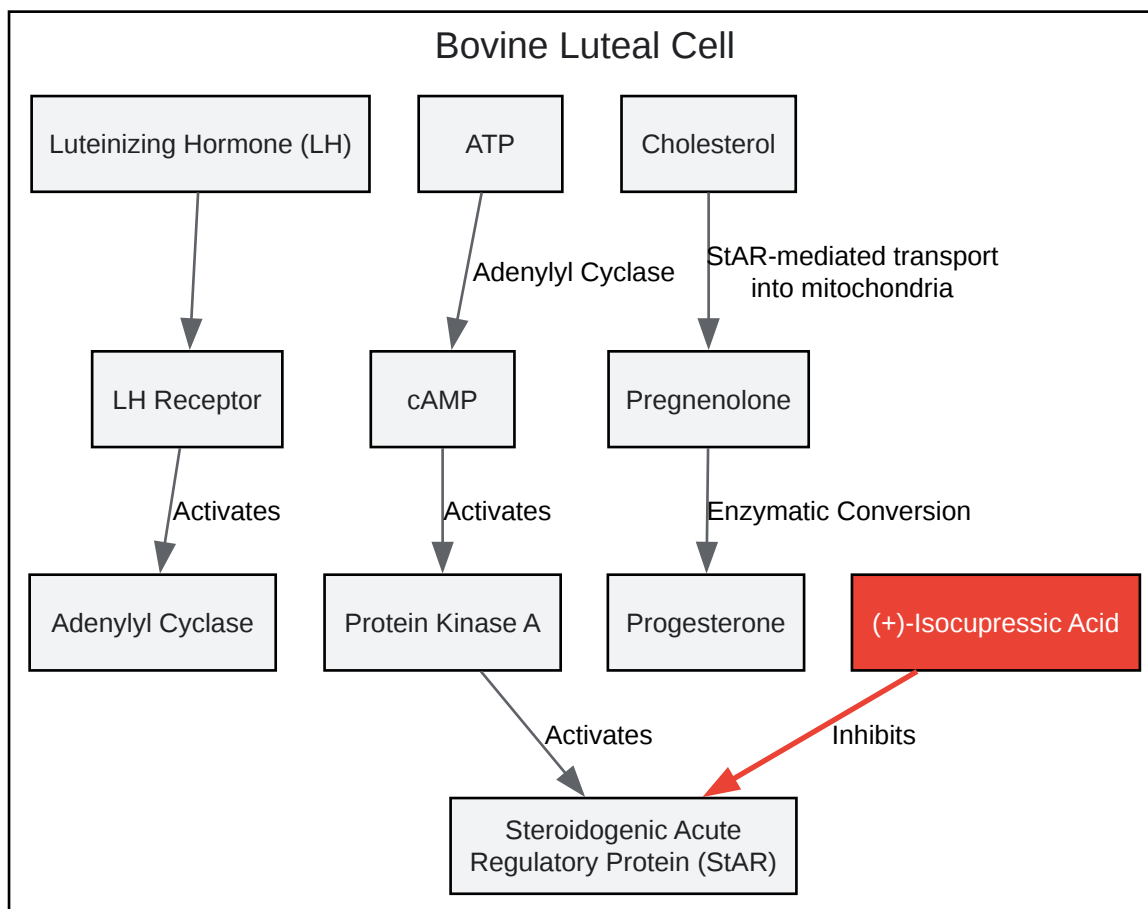 Bovine Luteal Cell
Luteinizing Hormone (LH)
ATP
Cholesterol
Adenylyl Cyclase
StAR-mediated transport
into mitochondria
LH Receptor
cAMP
Pregnenolone
Activates
Activates
Enzymatic Conversion
Adenylyl Cyclase
Protein Kinase A
Progesterone
(+)-Isocupressic Acid
Activates
Inhibits
Steroidogenic Acute
Regulatory Protein (StAR)